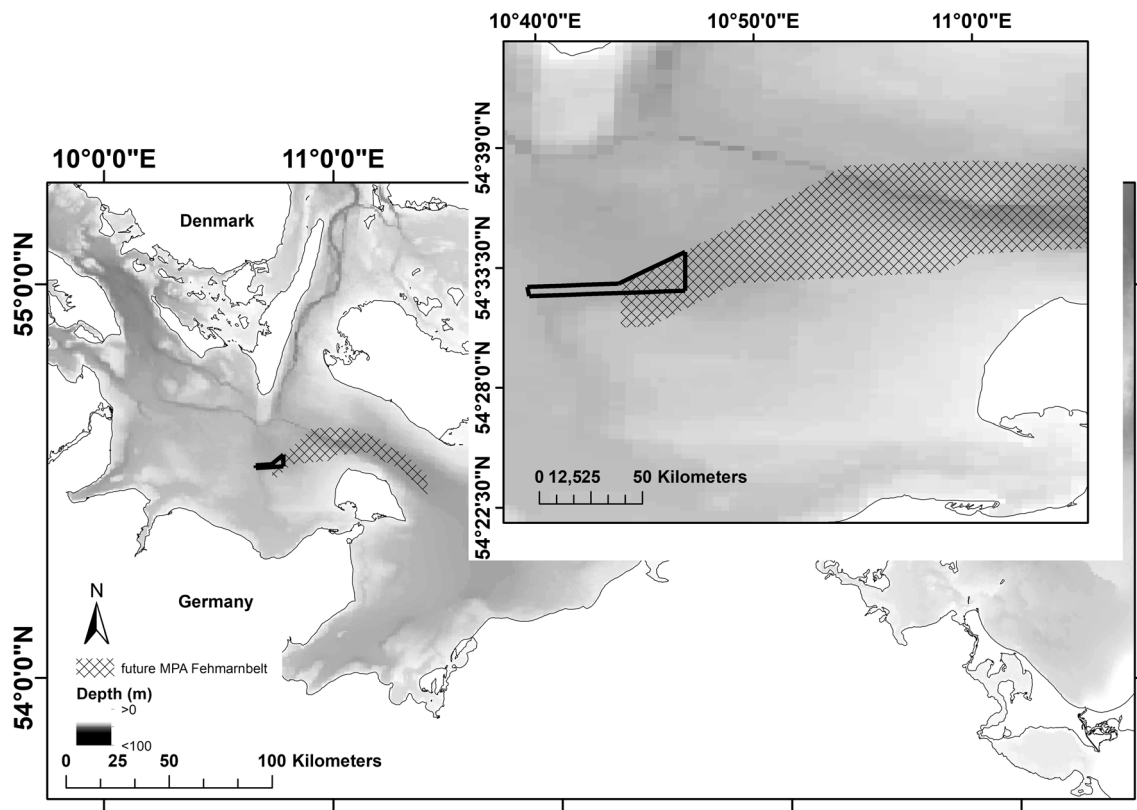 10°40'0"E 10°50'0"E 11°0'0"E
10°0'0"E 11°0'0"E
54°39'0"N
54°33'30"N
54°28'0"N
54°22'30"N
Denmark
55°0'0"N
0 12,525 50 Kilometers
N
Germany
54°0'0"N
future MPA Fehmarnbelt
Depth (m)
>0
<100
0 25 50 100 Kilometers